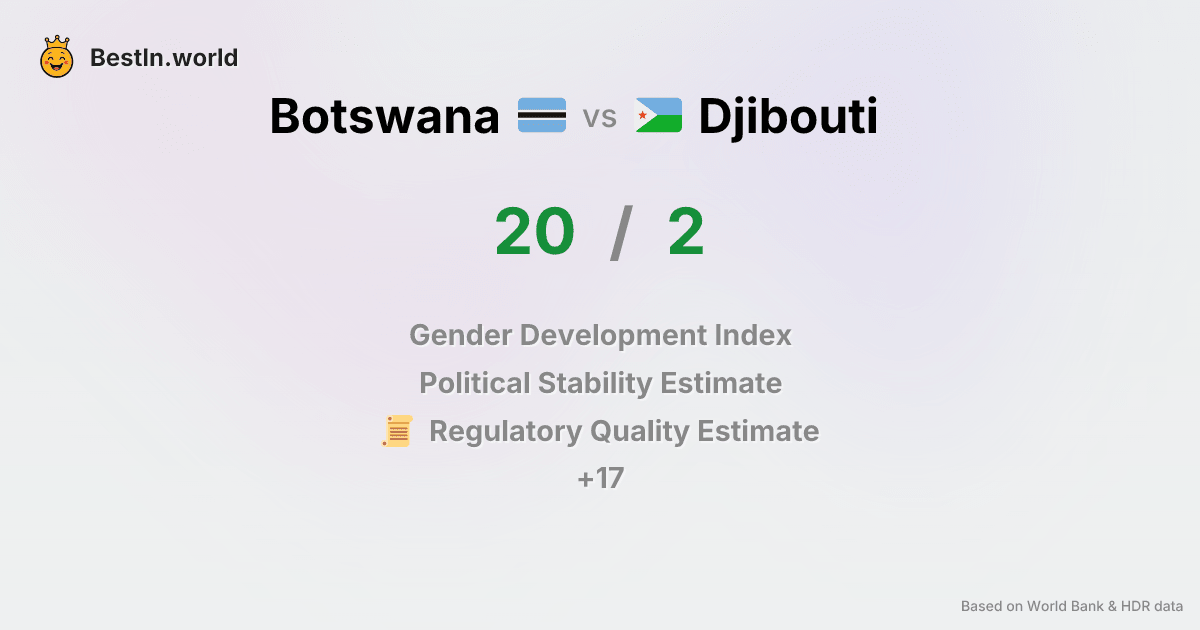 BestIn.world
Botswana vs Djibouti
20 / 2
Gender Development Index
Political Stability Estimate
Regulatory Quality Estimate
+17
Based on World Bank & HDR data